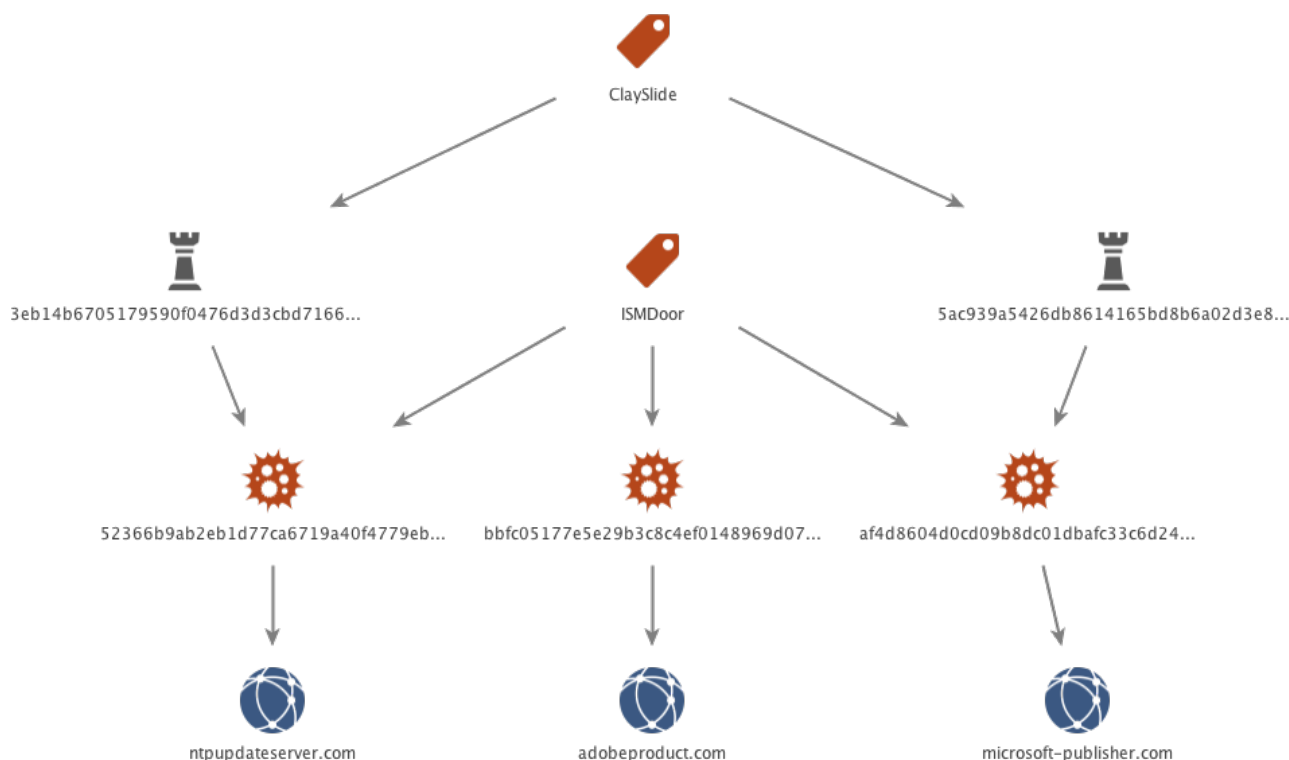 ClaySlide
3eb14b6705179590f0476d3d3cbd7166...
ISMDoor
5ac939a5426db8614165bd8b6a02d3e8...
52366b9ab2eb1d77ca6719a40f4779eb...
bbfc05177e5e29b3c8c4ef0148969d07...
af4d8604d0cd09b8dc01dbafc33c6d24...
ntpupdateserver.com
adobeproduct.com
microsoft-publisher.com